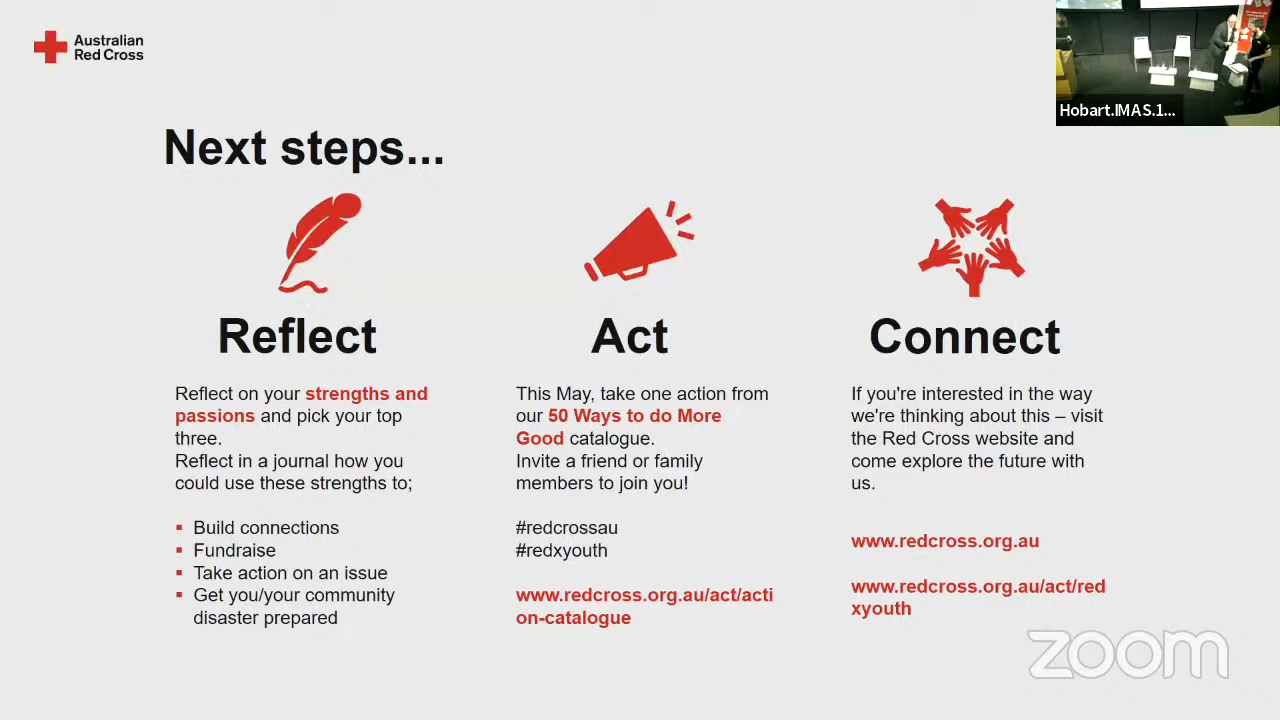 Australian
Red Cross
Hobart.IMAS.1...
Next steps...
Reflect
Reflect on your strengths and
passions and pick your top
three.
Reflect in a journal how you
could use these strengths to;
▪ Build connections
▪ Fundraise
▪ Take action on an issue
▪ Get you/your community
disaster prepared
Act
This May, take one action from
our 50 Ways to do More
Good catalogue.
Invite a friend or family
members to join you!
#redcrossau
#redxyouth
www.redcross.org.au/act/acti
on-catalogue
Connect
If you're interested in the way
we're thinking about this – visit
the Red Cross website and
come explore the future with
us.
www.redcross.org.au
www.redcross.org.au/act/red
xyouth
zoom